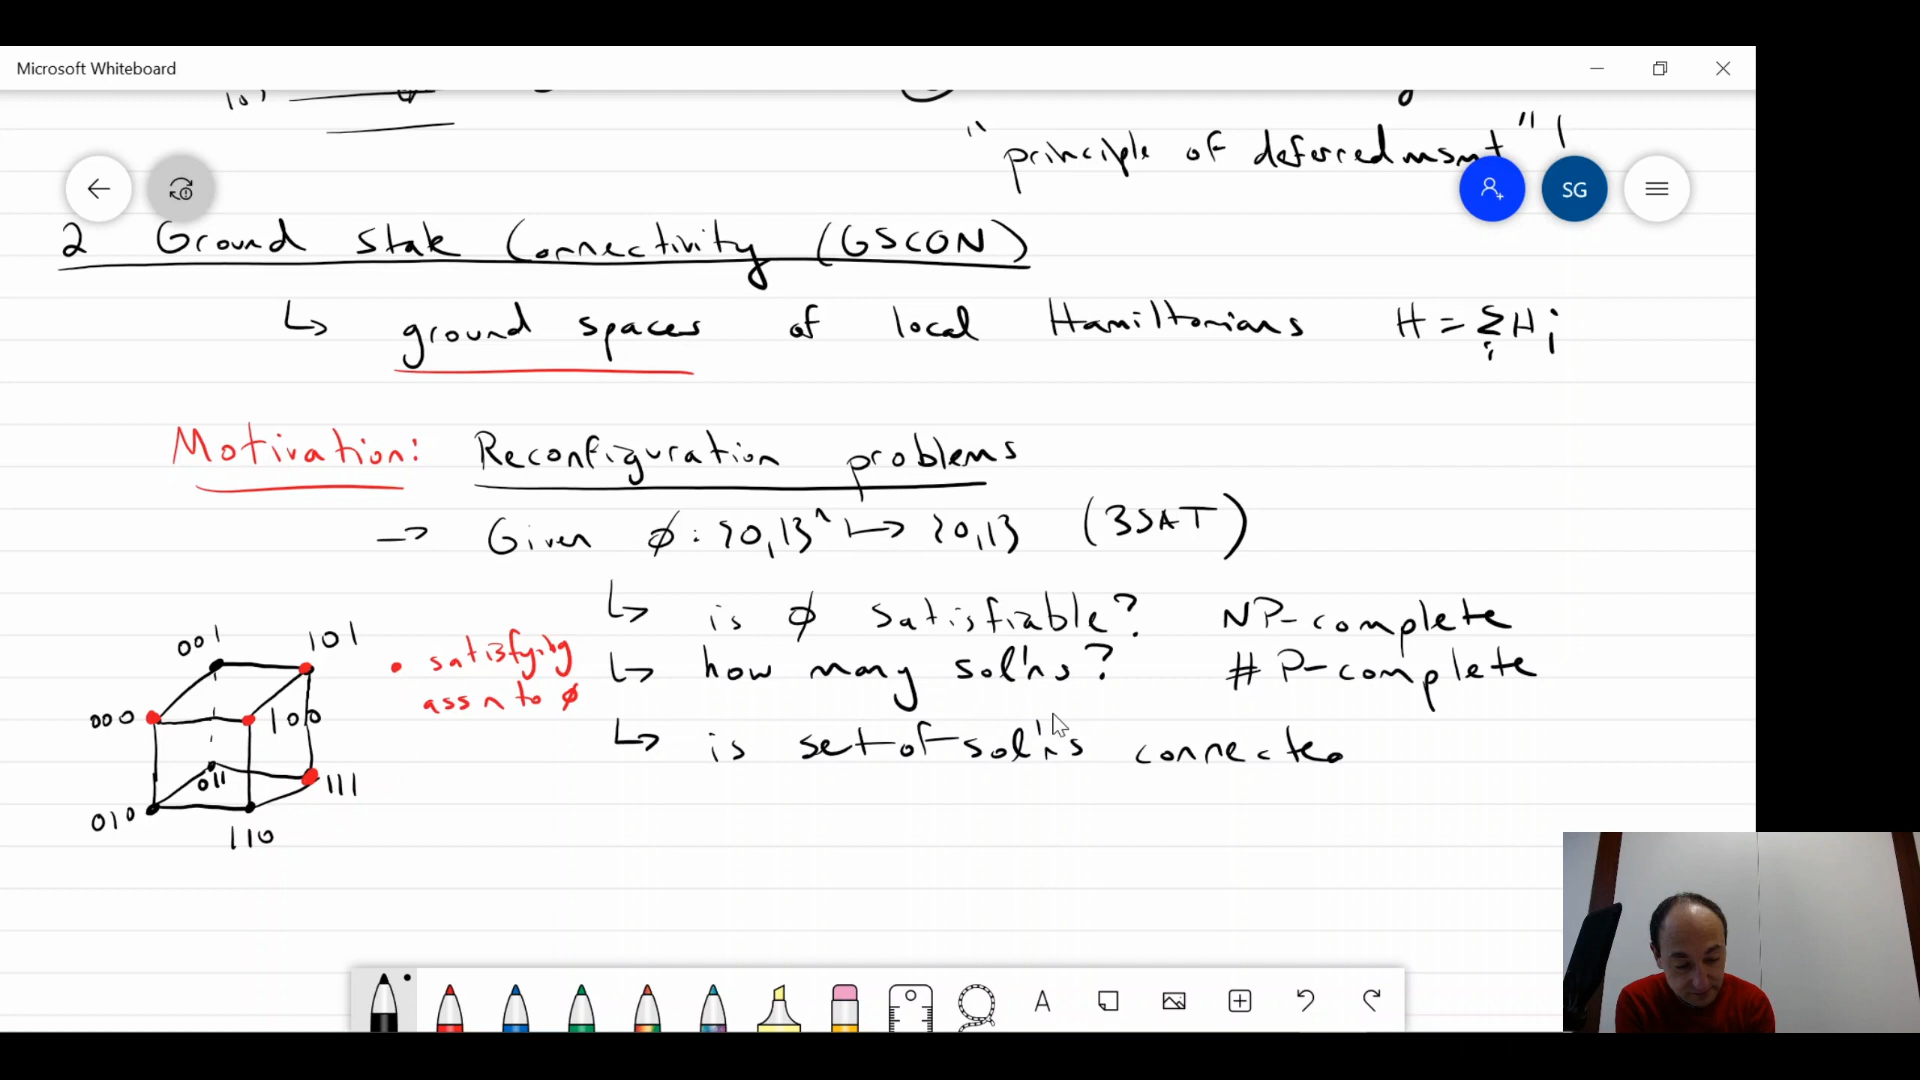 Microsoft Whiteboard
"principle of deferred msmt" !
SG
2 Ground State Connectivity (GSCON)
↳ ground spaces of local Hamiltonians H = Σ_i H_i
Motivation: Reconfiguration problems
→ Given ϕ : {0,1}^n ↦ {0,1} (3SAT)
↳ is ϕ satisfiable? NP-complete
↳ how many sol'ns? #P-complete
↳ is set of sol'ns connected
• satisfying
assn to ϕ
001
101
000
100
011
111
010
110
A